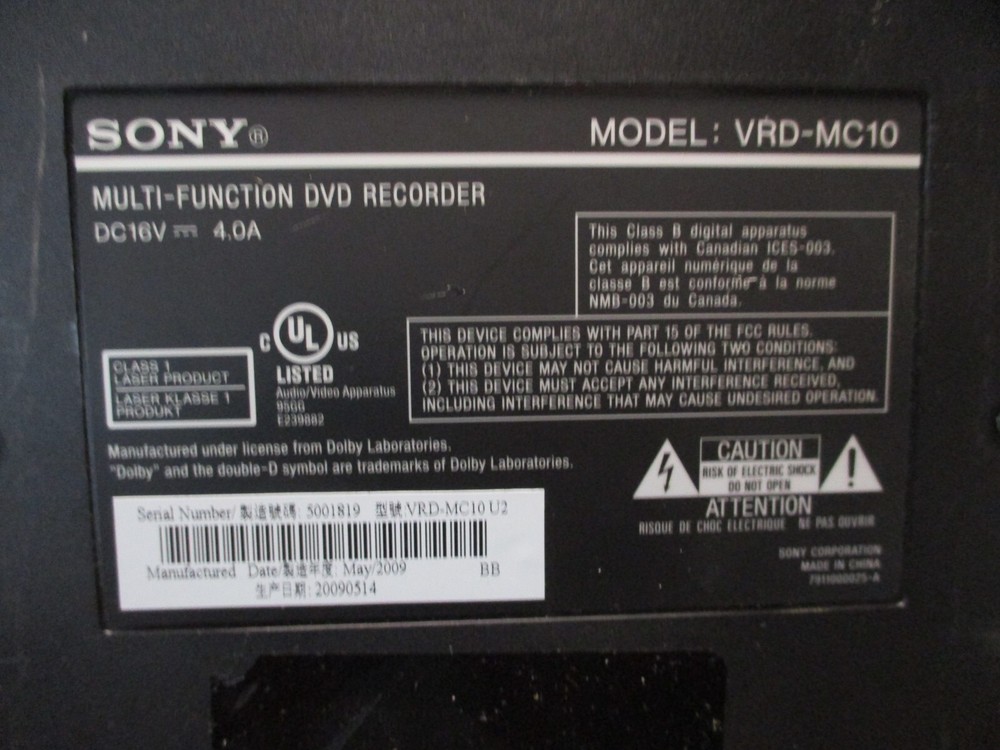 SONY®
MODEL: VRD-MC10
MULTI-FUNCTION DVD RECORDER
DC16V ⎓ 4.0A
This Class B digital apparatus
complies with Canadian ICES-003.
Cet appareil numérique de la
classe B est conforme à la norme
NMB-003 du Canada.
THIS DEVICE COMPLIES WITH PART 15 OF THE FCC RULES.
OPERATION IS SUBJECT TO THE FOLLOWING TWO CONDITIONS:
(1) THIS DEVICE MAY NOT CAUSE HARMFUL INTERFERENCE, AND
(2) THIS DEVICE MUST ACCEPT ANY INTERFERENCE RECEIVED,
INCLUDING INTERFERENCE THAT MAY CAUSE UNDESIRED OPERATION.
C UL US
LISTED
Audio/Video Apparatus
95GG
E239882
CLASS 1
LASER PRODUCT
LASER KLASSE 1
PRODUKT
Manufactured under license from Dolby Laboratories.
"Dolby" and the double-D symbol are trademarks of Dolby Laboratories.
CAUTION
RISK OF ELECTRIC SHOCK
DO NOT OPEN
ATTENTION
RISQUE DE CHOC ELECTRIQUE NE PAS OUVRIR
Serial Number/ 製造號碼: 5001819 型號 VRD-MC10 U2
Manufactured Date/製造年度: May/2009 BB
生产日期: 20090514
SONY CORPORATION
MADE IN CHINA
7911000025-A